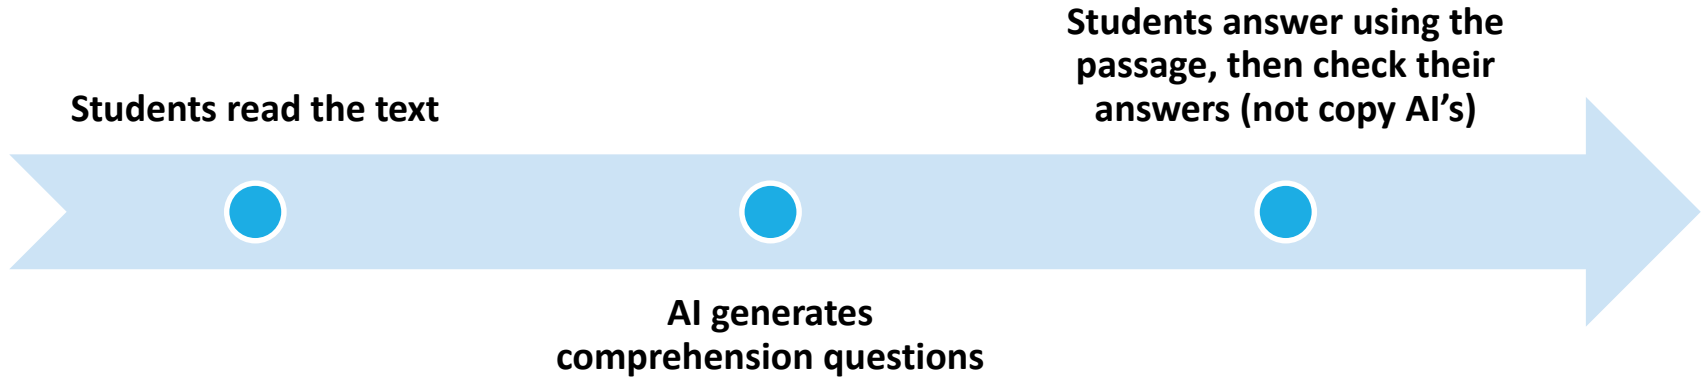 Students read the text
AI generates
comprehension questions
Students answer using the
passage, then check their
answers (not copy AI’s)